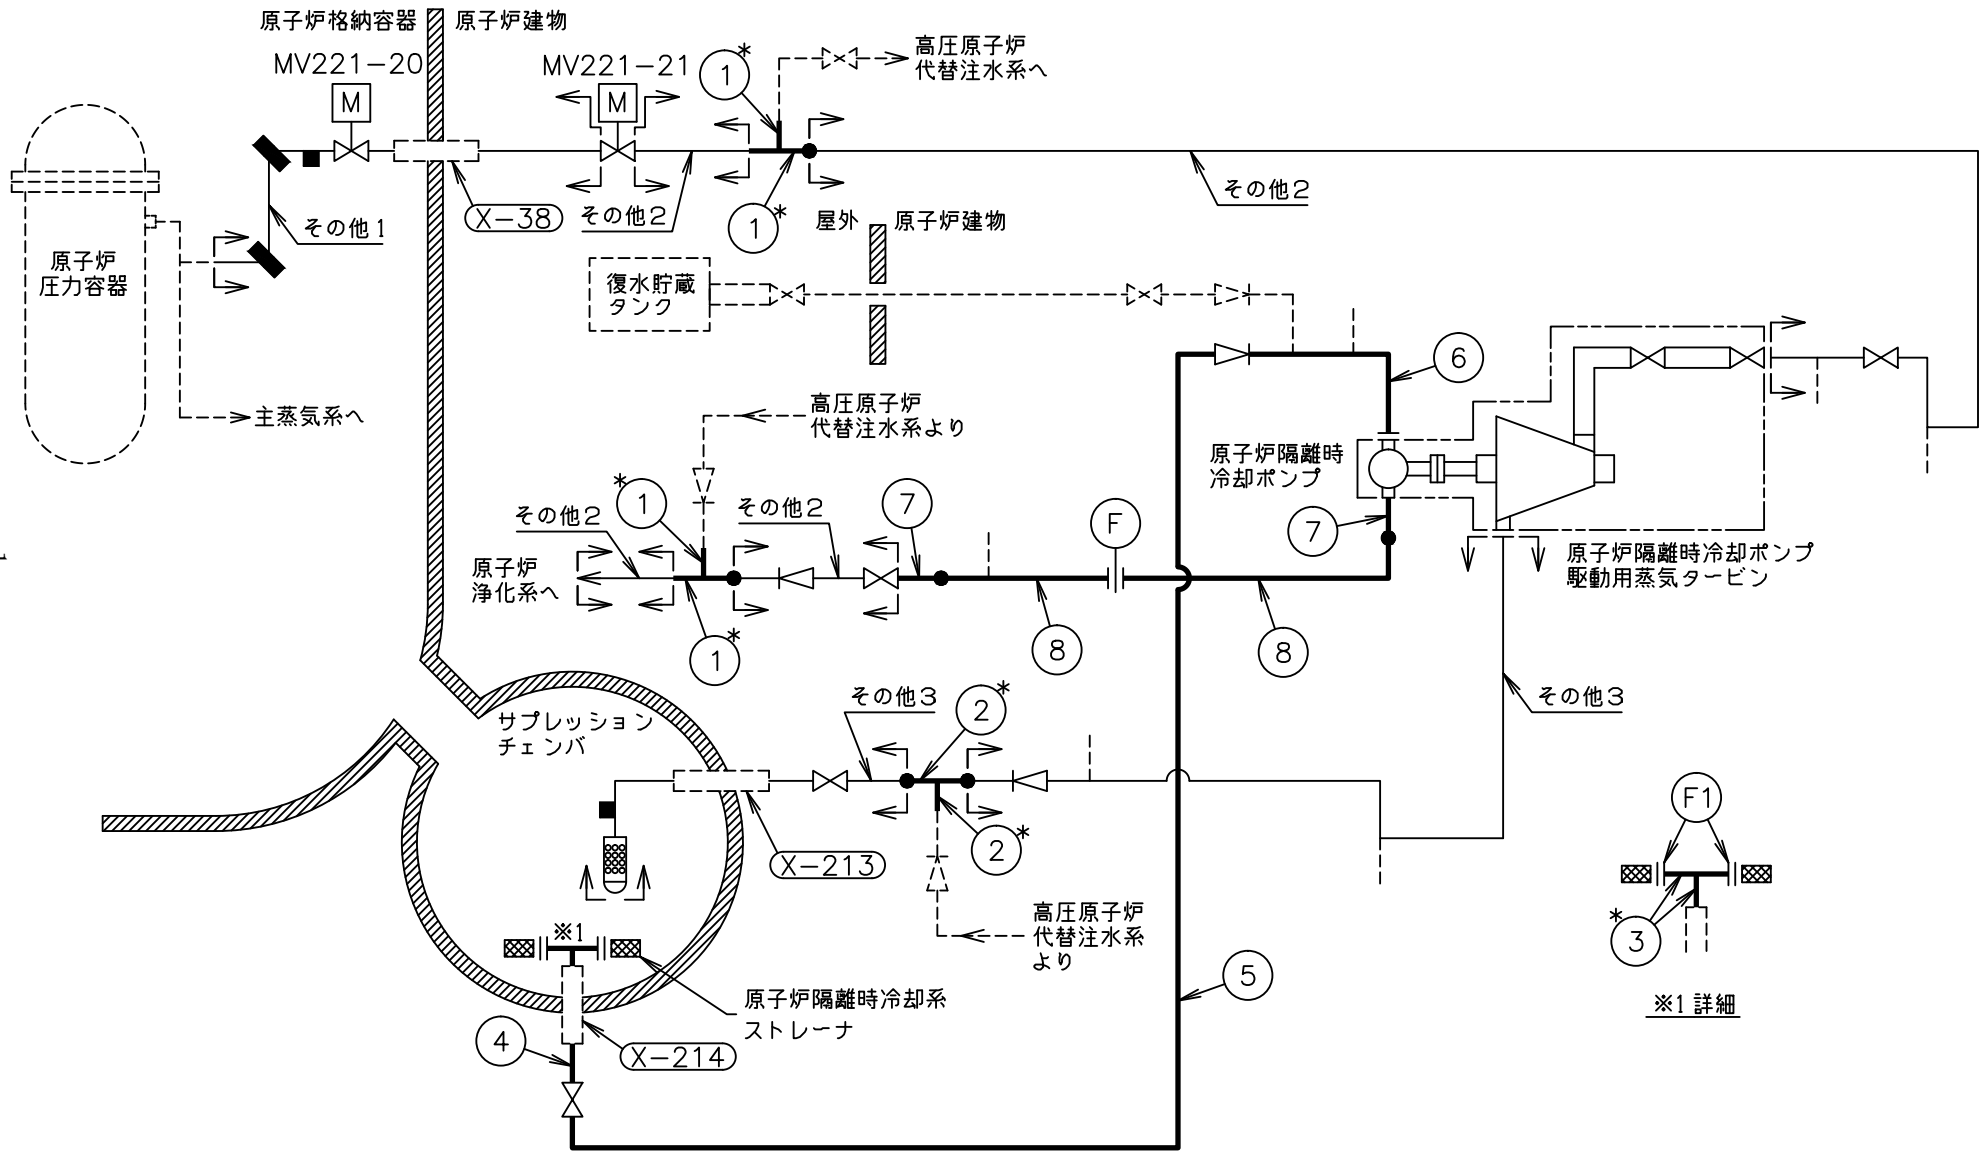 原子炉格納容器 原子炉建物
MV221-20
MV221-21
M
M
1*
高圧原子炉
代替注水系へ
X-38
その他2
1*
その他2
その他1
原子炉
圧力容器
屋外 原子炉建物
復水貯蔵
タンク
主蒸気系へ
高圧原子炉
代替注水系より
6
原子炉隔離時
冷却ポンプ
7
原子炉隔離時冷却ポンプ
駆動用蒸気タービン
その他2
*1
その他2
7
F
原子炉
浄化系へ
1*
8
8
サプレッション
チェンバ
その他3
2*
その他3
X-213
2*
高圧原子炉
代替注水系
より
F1
*3
※1 詳細
※1
原子炉隔離時冷却系
ストレーナ
5
4
X-214